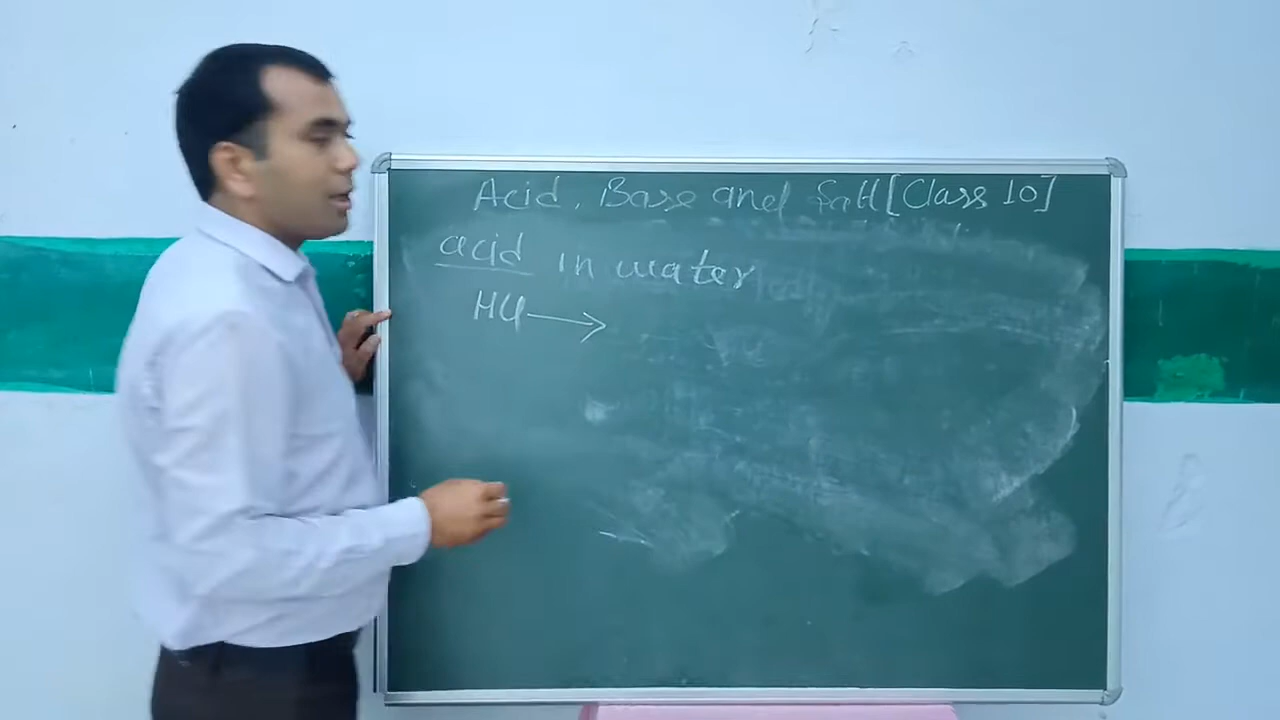 Acid, Base and Salt [Class 10]
acid in water
HCl →